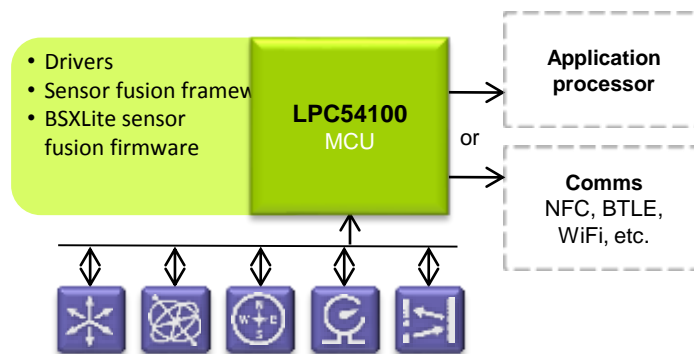 • Drivers
• Sensor fusion framew
• BSXLite sensor
fusion firmware
LPC54100
MCU
or
Application
processor
Comms
NFC, BTLE,
WiFi, etc.
N
W E
S